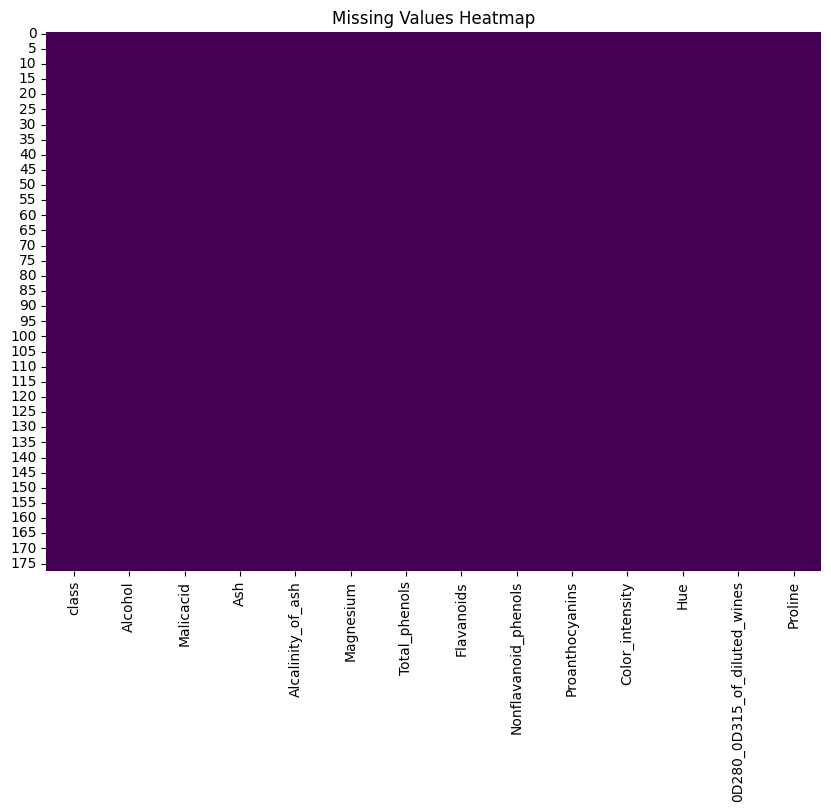 Missing Values Heatmap
0
5
10
15
20
25
30
35
40
45
50
55
60
65
70
75
80
85
90
95
100
105
110
115
120
125
130
135
140
145
150
155
160
165
170
175
class
Alcohol
Malicacid
Ash
Alcalinity_of_ash
Magnesium
Total_phenols
Flavanoids
Nonflavanoid_phenols
Proanthocyanins
Color_intensity
Hue
0D280_0D315_of_diluted_wines
Proline